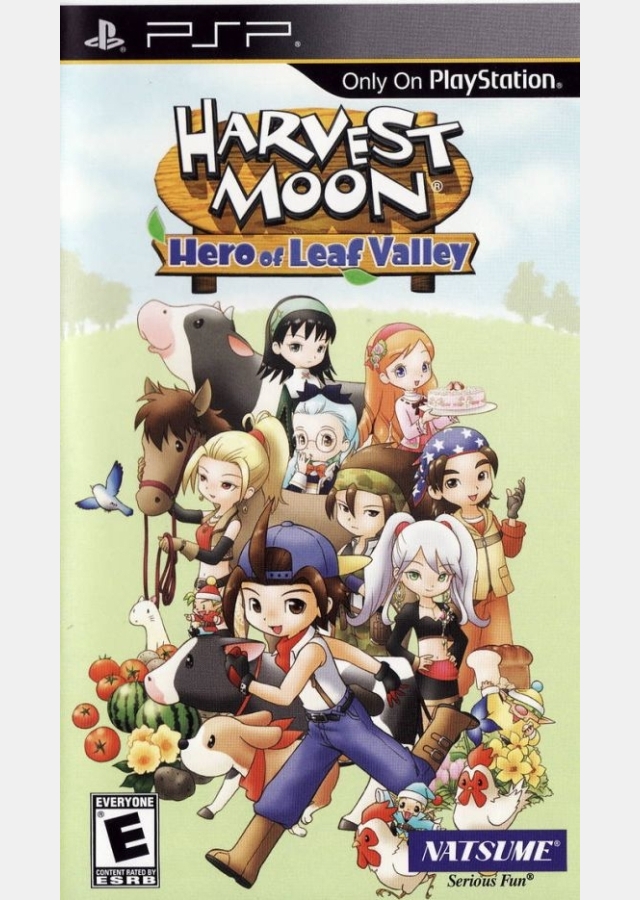 PSP®
Only On PlayStation®
HARVEST
MOON®
Hero of Leaf Valley
EVERYONE
E®
CONTENT RATED BY
ESRB
NATSUME®
Serious Fun®